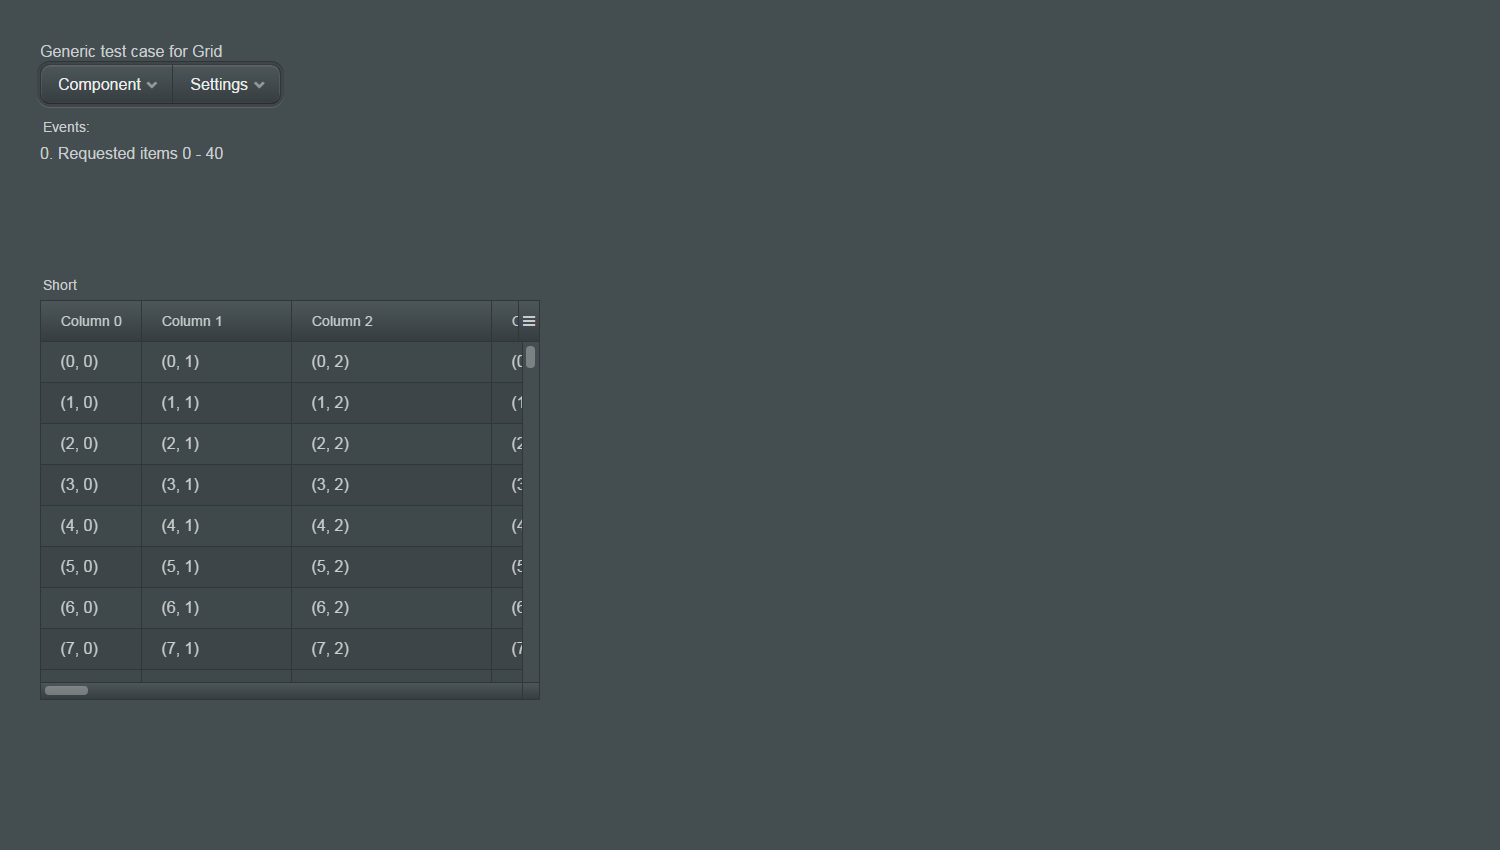 Generic test case for Grid
Component Settings
Events:
0. Requested items 0 - 40
Short
Column 0 Column 1 Column 2
(0, 0) (0, 1) (0, 2) (0
(1, 0) (1, 1) (1, 2) (1
(2, 0) (2, 1) (2, 2) (2
(3, 0) (3, 1) (3, 2) (3
(4, 0) (4, 1) (4, 2) (4
(5, 0) (5, 1) (5, 2) (5
(6, 0) (6, 1) (6, 2) (6
(7, 0) (7, 1) (7, 2) (7